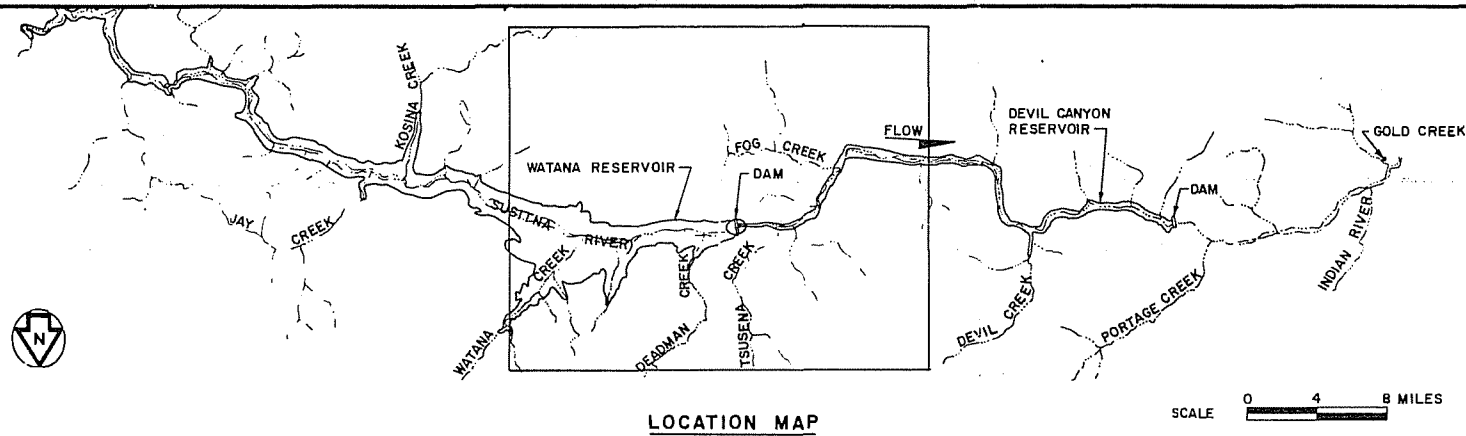 KOSINA CREEK
DEVIL CANYON
RESERVOIR
GOLD CREEK
FLOW
FOG CREEK
WATANA RESERVOIR
DAM
DAM
SUSITNA
RIVER
JAY
CREEK
CREEK
CREEK
CREEK
INDIAN RIVER
N
WATANA
DEADMAN
TSUSENA
DEVIL CREEK
PORTAGE CREEK
0 4 8 MILES
SCALE
LOCATION MAP